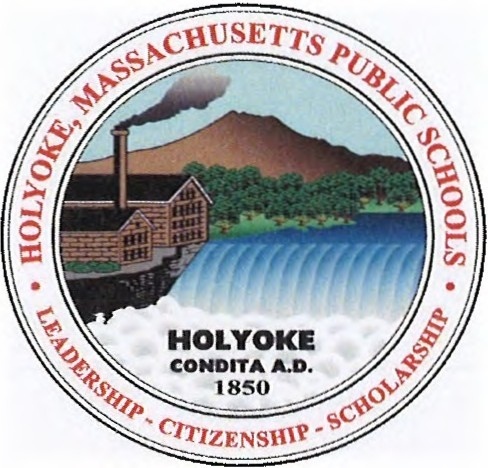 HOLYOKE, MASSACHUSETTS PUBLIC SCHOOLS
HOLYOKE
CONDITA A.D.
1850
LEADERSHIP - CITIZENSHIP - SCHOLARSHIP